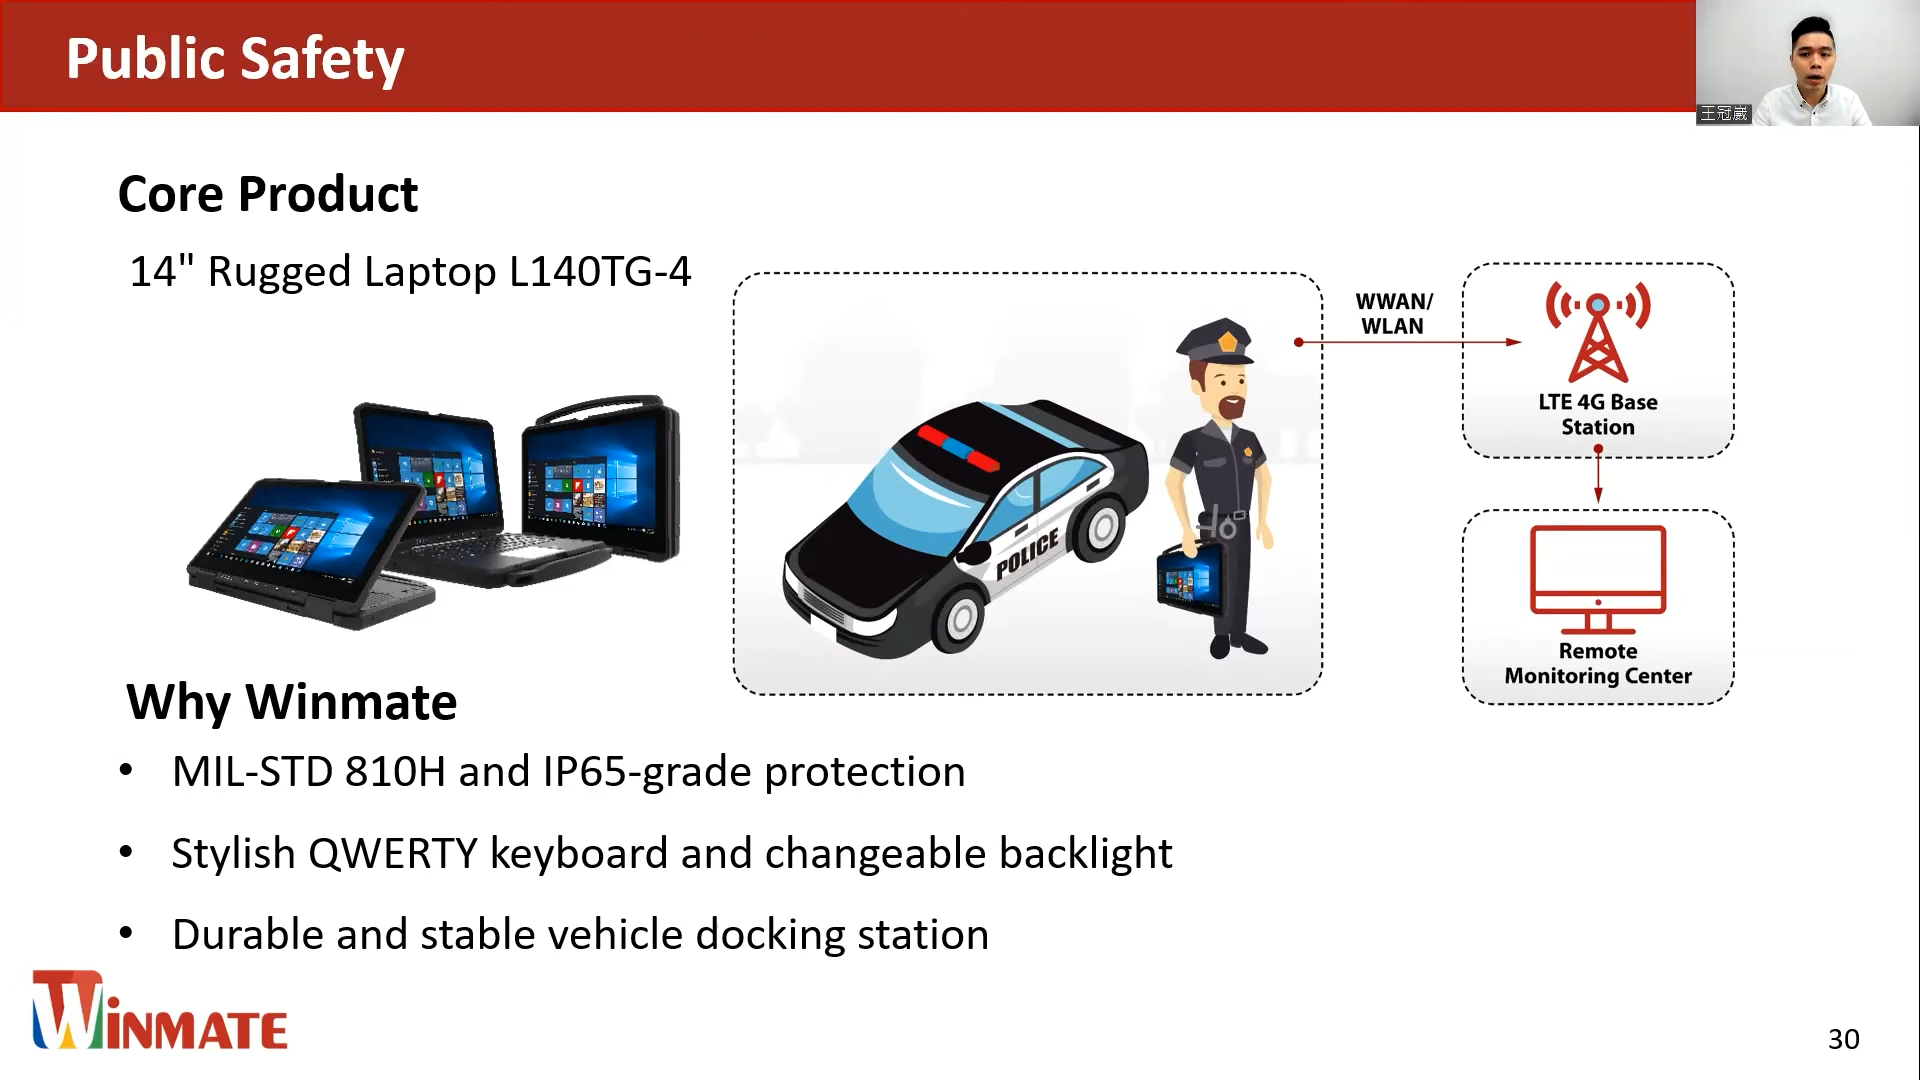 Public Safety
王冠崴
Core Product
14" Rugged Laptop L140TG-4
WWAN/
WLAN
LTE 4G Base
Station
POLICE
Remote
Monitoring Center
Why Winmate
• MIL-STD 810H and IP65-grade protection
• Stylish QWERTY keyboard and changeable backlight
• Durable and stable vehicle docking station
WINMATE
30